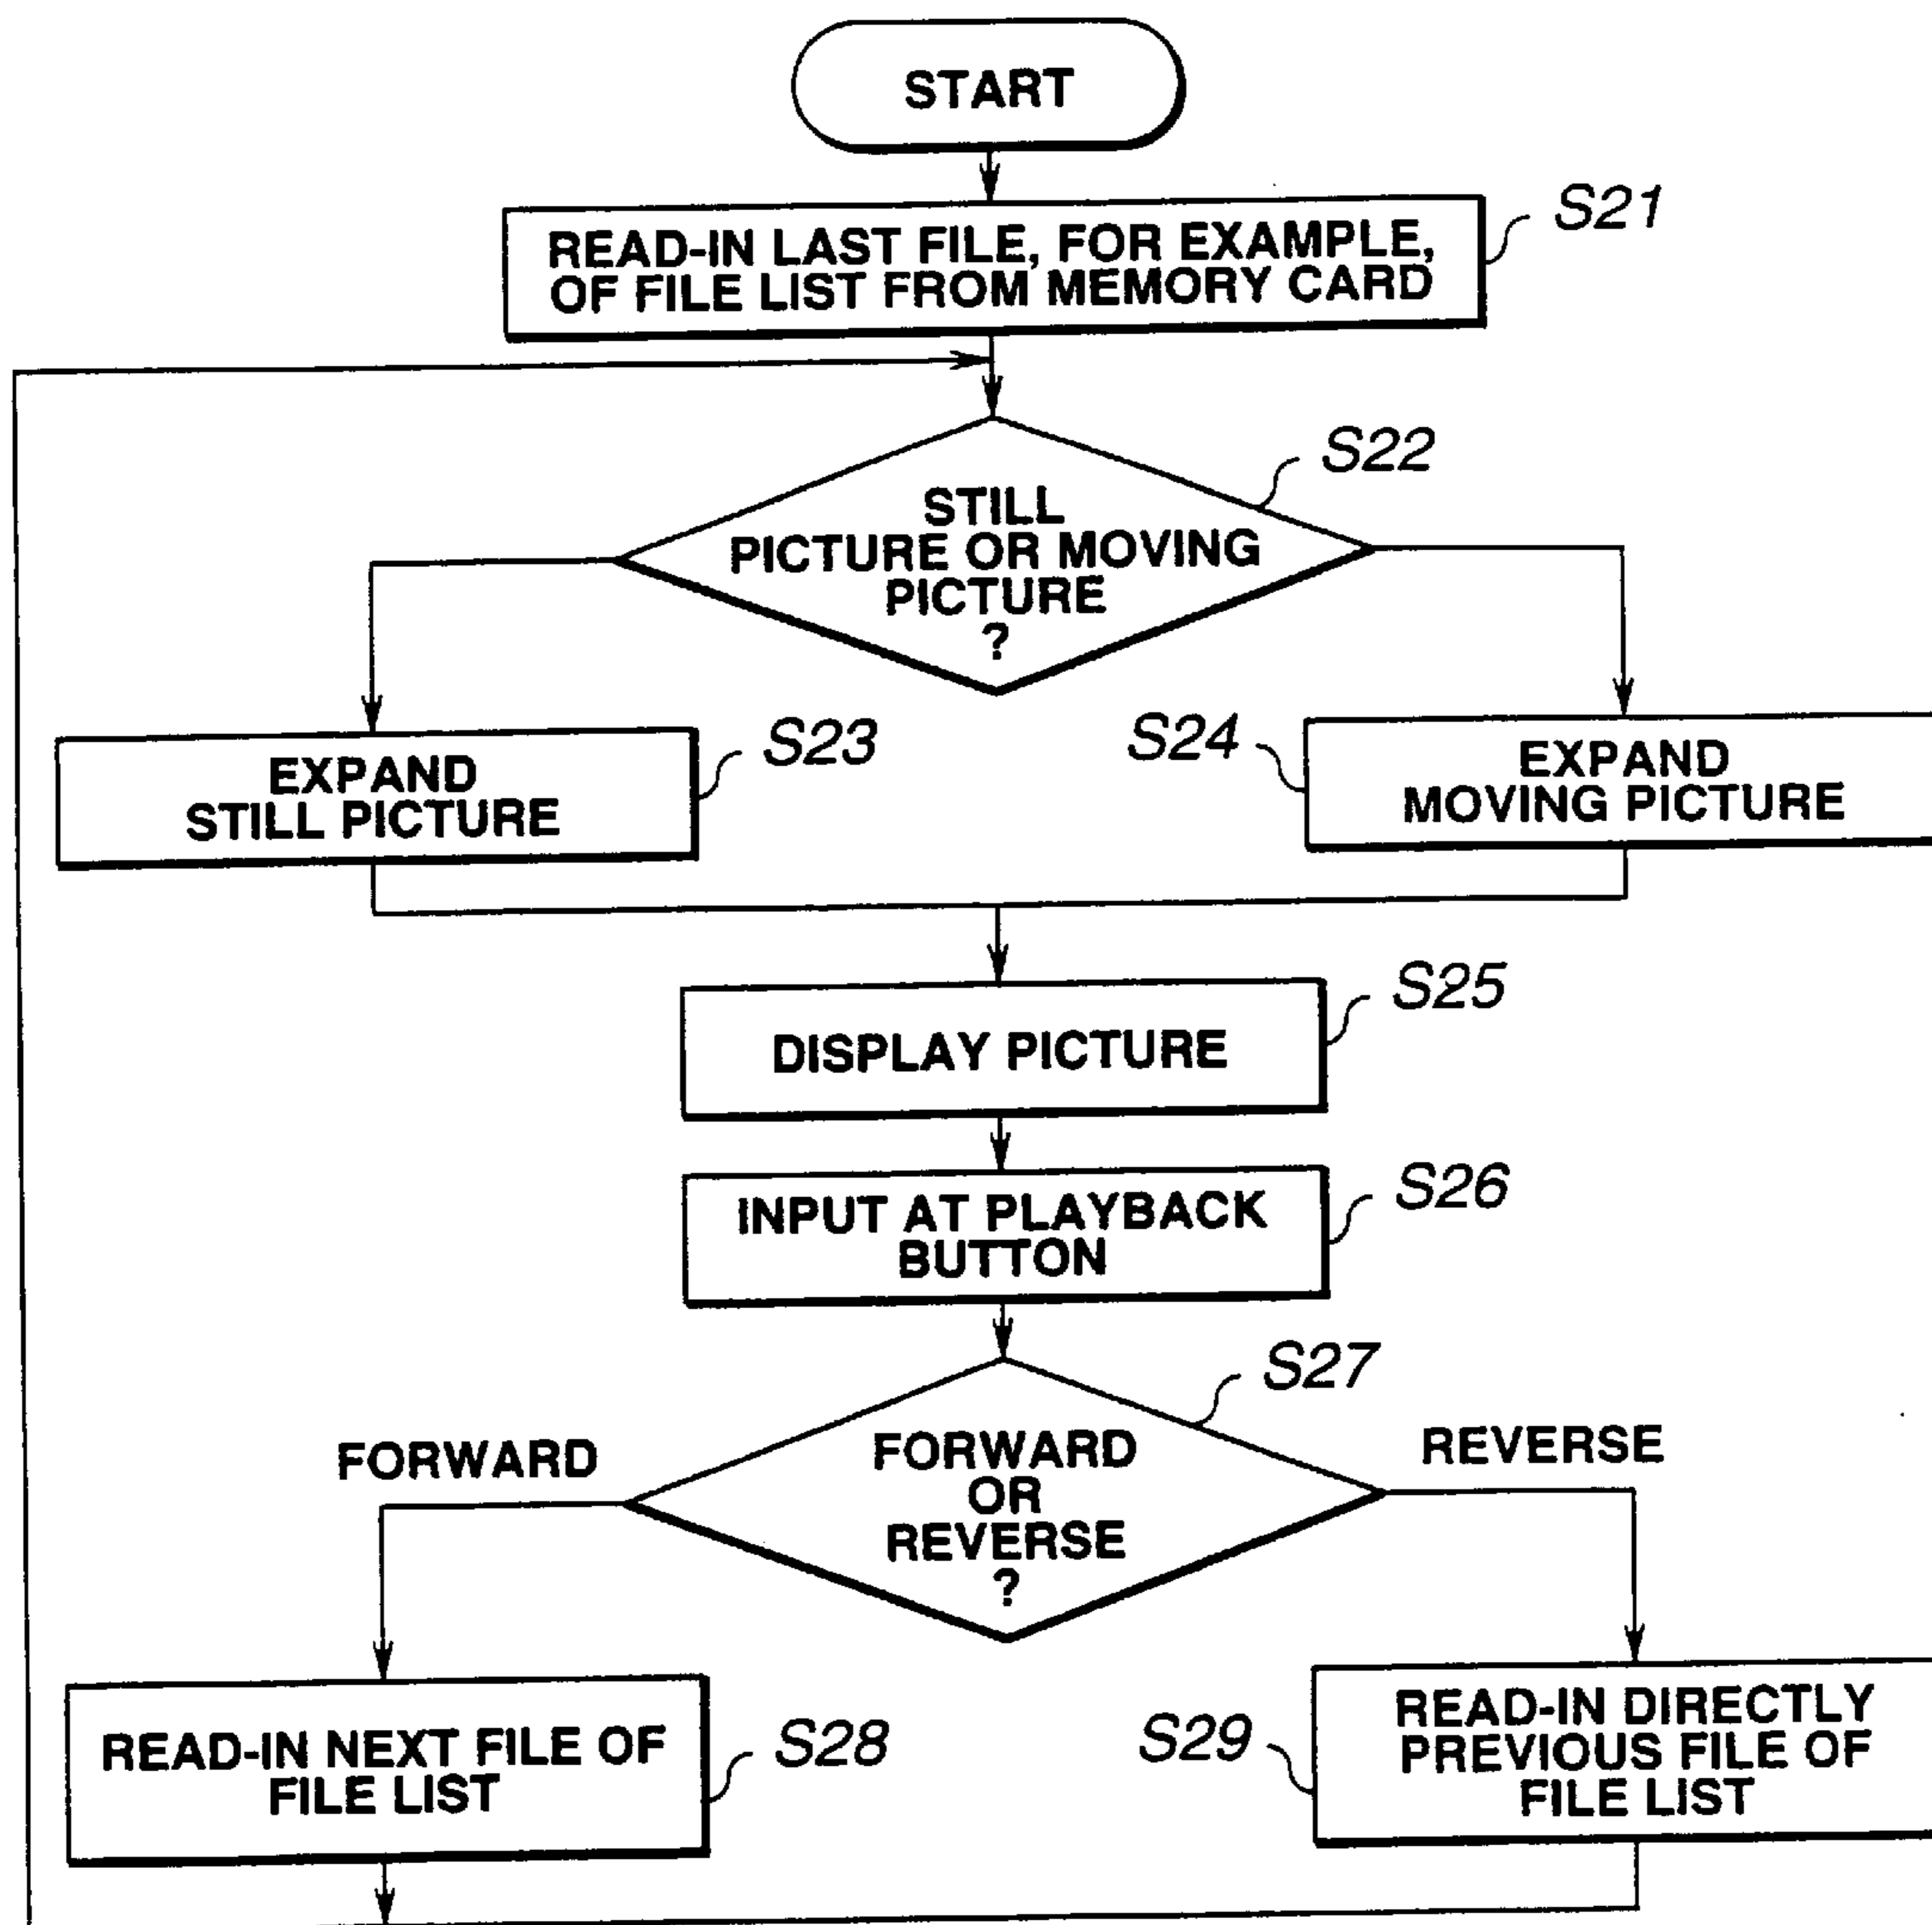 START
READ-IN LAST FILE, FOR EXAMPLE,
OF FILE LIST FROM MEMORY CARD
S21
STILL
PICTURE OR MOVING
PICTURE
?
S22
EXPAND
STILL PICTURE
S23
S24
EXPAND
MOVING PICTURE
DISPLAY PICTURE
S25
INPUT AT PLAYBACK
BUTTON
S26
S27
FORWARD
FORWARD
OR
REVERSE
?
REVERSE
READ-IN NEXT FILE OF
FILE LIST
S28
S29
READ-IN DIRECTLY
PREVIOUS FILE OF
FILE LIST